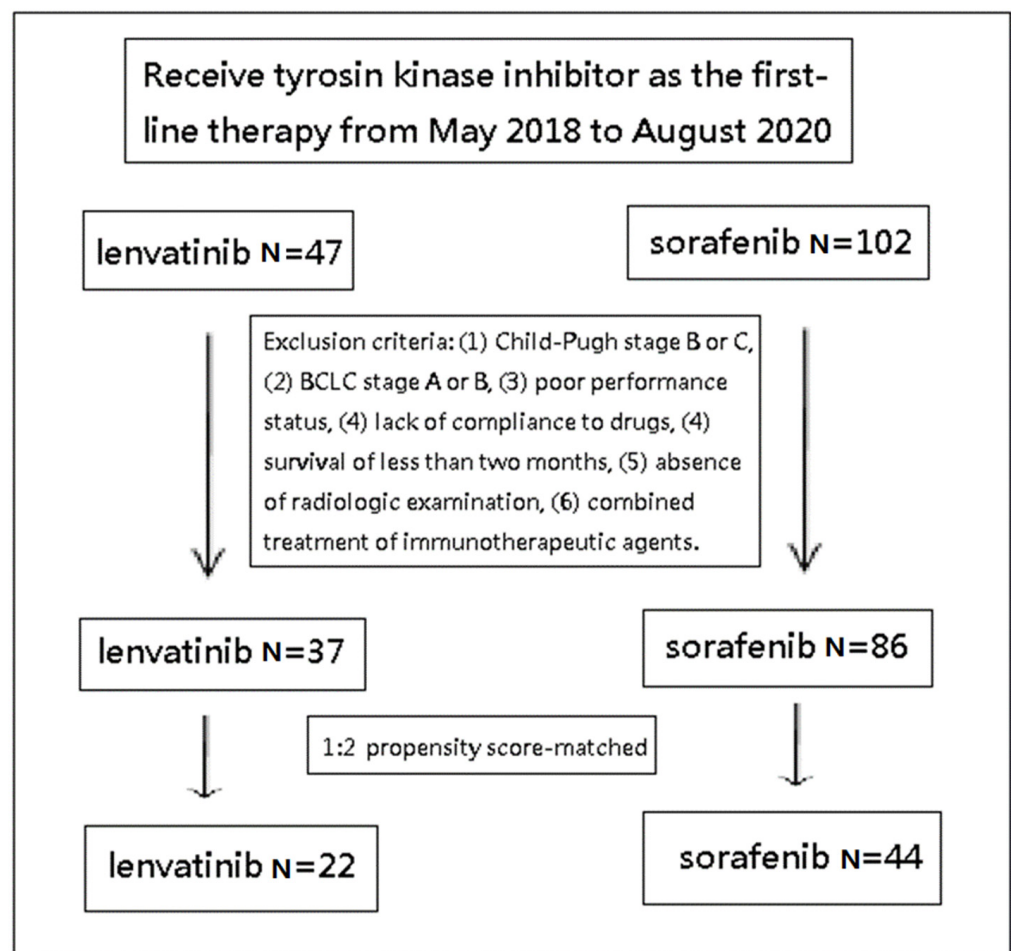 Receive tyrosin kinase inhibitor as the first-
line therapy from May 2018 to August 2020
lenvatinib N=47
sorafenib N=102
Exclusion criteria: (1) Child-Pugh stage B or C,
(2) BCLC stage A or B, (3) poor performance
status, (4) lack of compliance to drugs, (4)
survival of less than two months, (5) absence
of radiologic examination, (6) combined
treatment of immunotherapeutic agents.
lenvatinib N=37
sorafenib N=86
1:2 propensity score-matched
lenvatinib N=22
sorafenib N=44